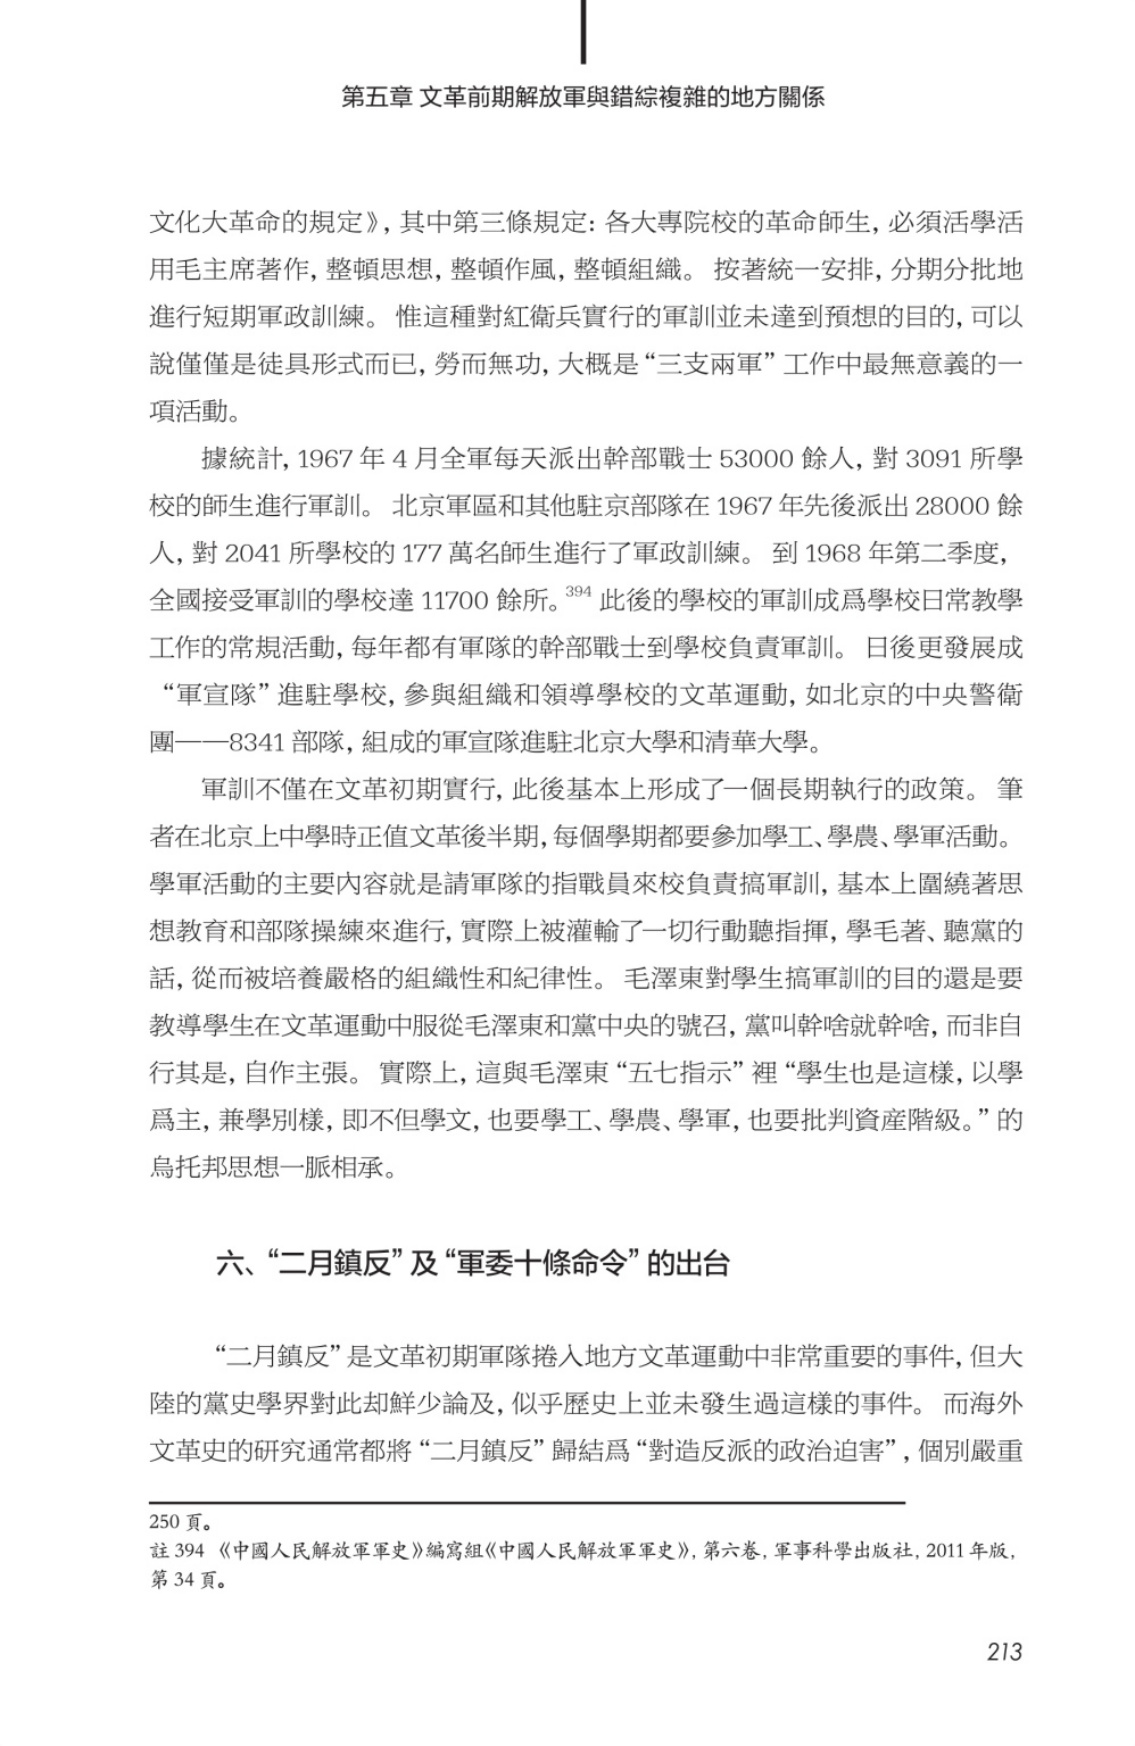 第五章 文革前期解放軍與錯綜複雜的地方關係
文化大革命的規定》，其中第三條規定：各大專院校的革命師生，必須活學活
用毛主席著作，整頓思想，整頓作風，整頓組織。 按著統一安排，分期分批地
進行短期軍政訓練。 惟這種對紅衛兵實行的軍訓並未達到預想的目的，可以
說僅僅是徒具形式而已，勞而無功，大概是“三支兩軍”工作中最無意義的一
項活動。
據統計，1967 年 4 月全軍每天派出幹部戰士 53000 餘人，對 3091 所學
校的師生進行軍訓。 北京軍區和其他駐京部隊在 1967 年先後派出 28000 餘
人，對 2041 所學校的 177 萬名師生進行了軍政訓練。 到 1968 年第二季度，
全國接受軍訓的學校達 11700 餘所。394 此後的學校的軍訓成爲學校日常教學
工作的常規活動，每年都有軍隊的幹部戰士到學校負責軍訓。 日後更發展成
“軍宣隊”進駐學校，參與組織和領導學校的文革運動，如北京的中央警衛
團——8341 部隊，組成的軍宣隊進駐北京大學和清華大學。
軍訓不僅在文革初期實行，此後基本上形成了一個長期執行的政策。 筆
者在北京上中學時正值文革後半期，每個學期都要參加學工、學農、學軍活動。
學軍活動的主要內容就是請軍隊的指戰員來校負責搞軍訓，基本上圍繞著思
想教育和部隊操練來進行，實際上被灌輸了一切行動聽指揮，學毛著、聽黨的
話，從而被培養嚴格的組織性和紀律性。 毛澤東對學生搞軍訓的目的還是要
教導學生在文革運動中服從毛澤東和黨中央的號召，黨叫幹啥就幹啥，而非自
行其是，自作主張。 實際上，這與毛澤東“五七指示”裡“學生也是這樣，以學
爲主，兼學別樣，即不但學文，也要學工、學農、學軍，也要批判資産階級。”的
烏托邦思想一脈相承。
六、“二月鎮反”及“軍委十條命令”的出台
“二月鎮反”是文革初期軍隊捲入地方文革運動中非常重要的事件，但大
陸的黨史學界對此却鮮少論及，似乎歷史上並未發生過這樣的事件。 而海外
文革史的研究通常都將“二月鎮反”歸結爲“對造反派的政治迫害”，個別嚴重
250 頁。
註 394 《中國人民解放軍軍史》編寫組《中國人民解放軍軍史》，第六卷，軍事科學出版社，2011 年版，
第 34 頁。
213